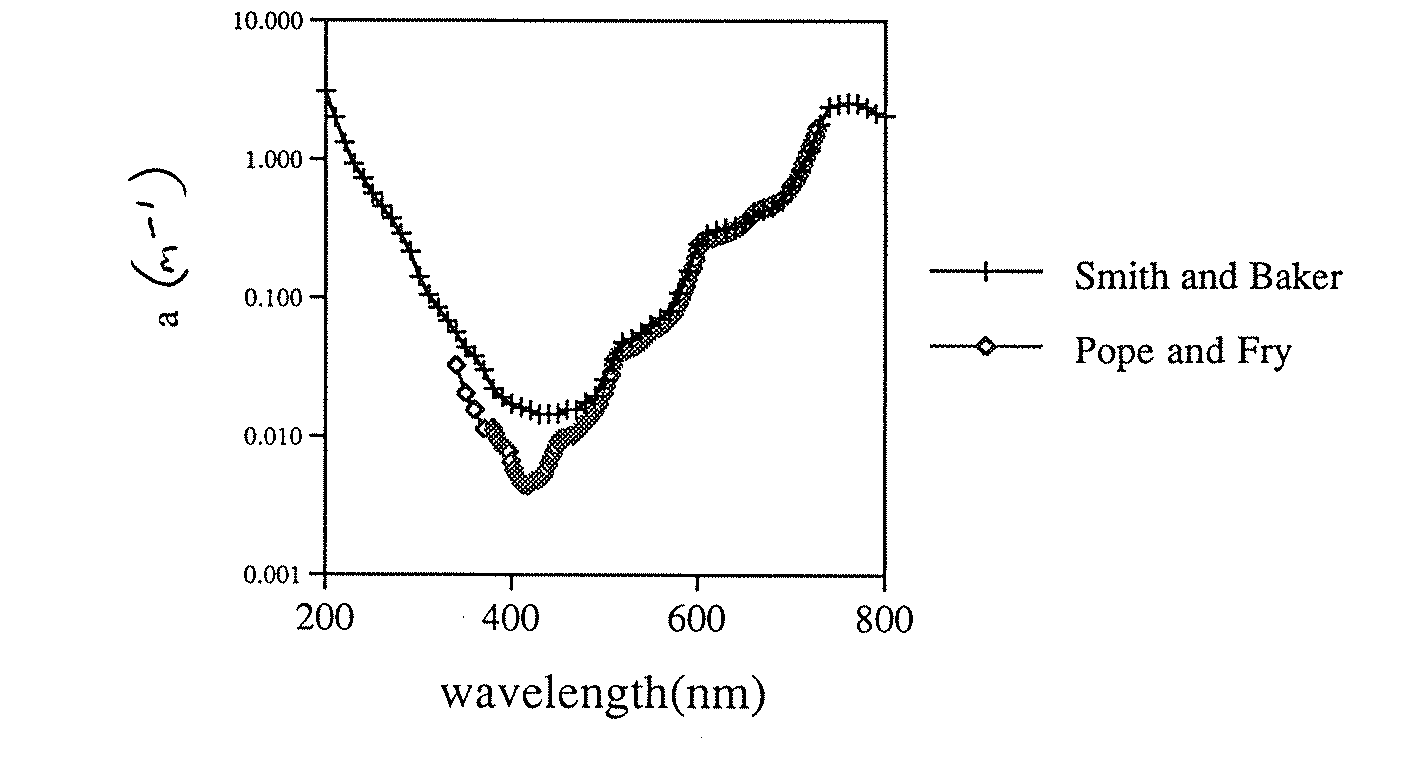 10.000
1.000
0.100
0.010
0.001
a (m⁻¹)
200 400 600 800
wavelength(nm)
Smith and Baker
Pope and Fry